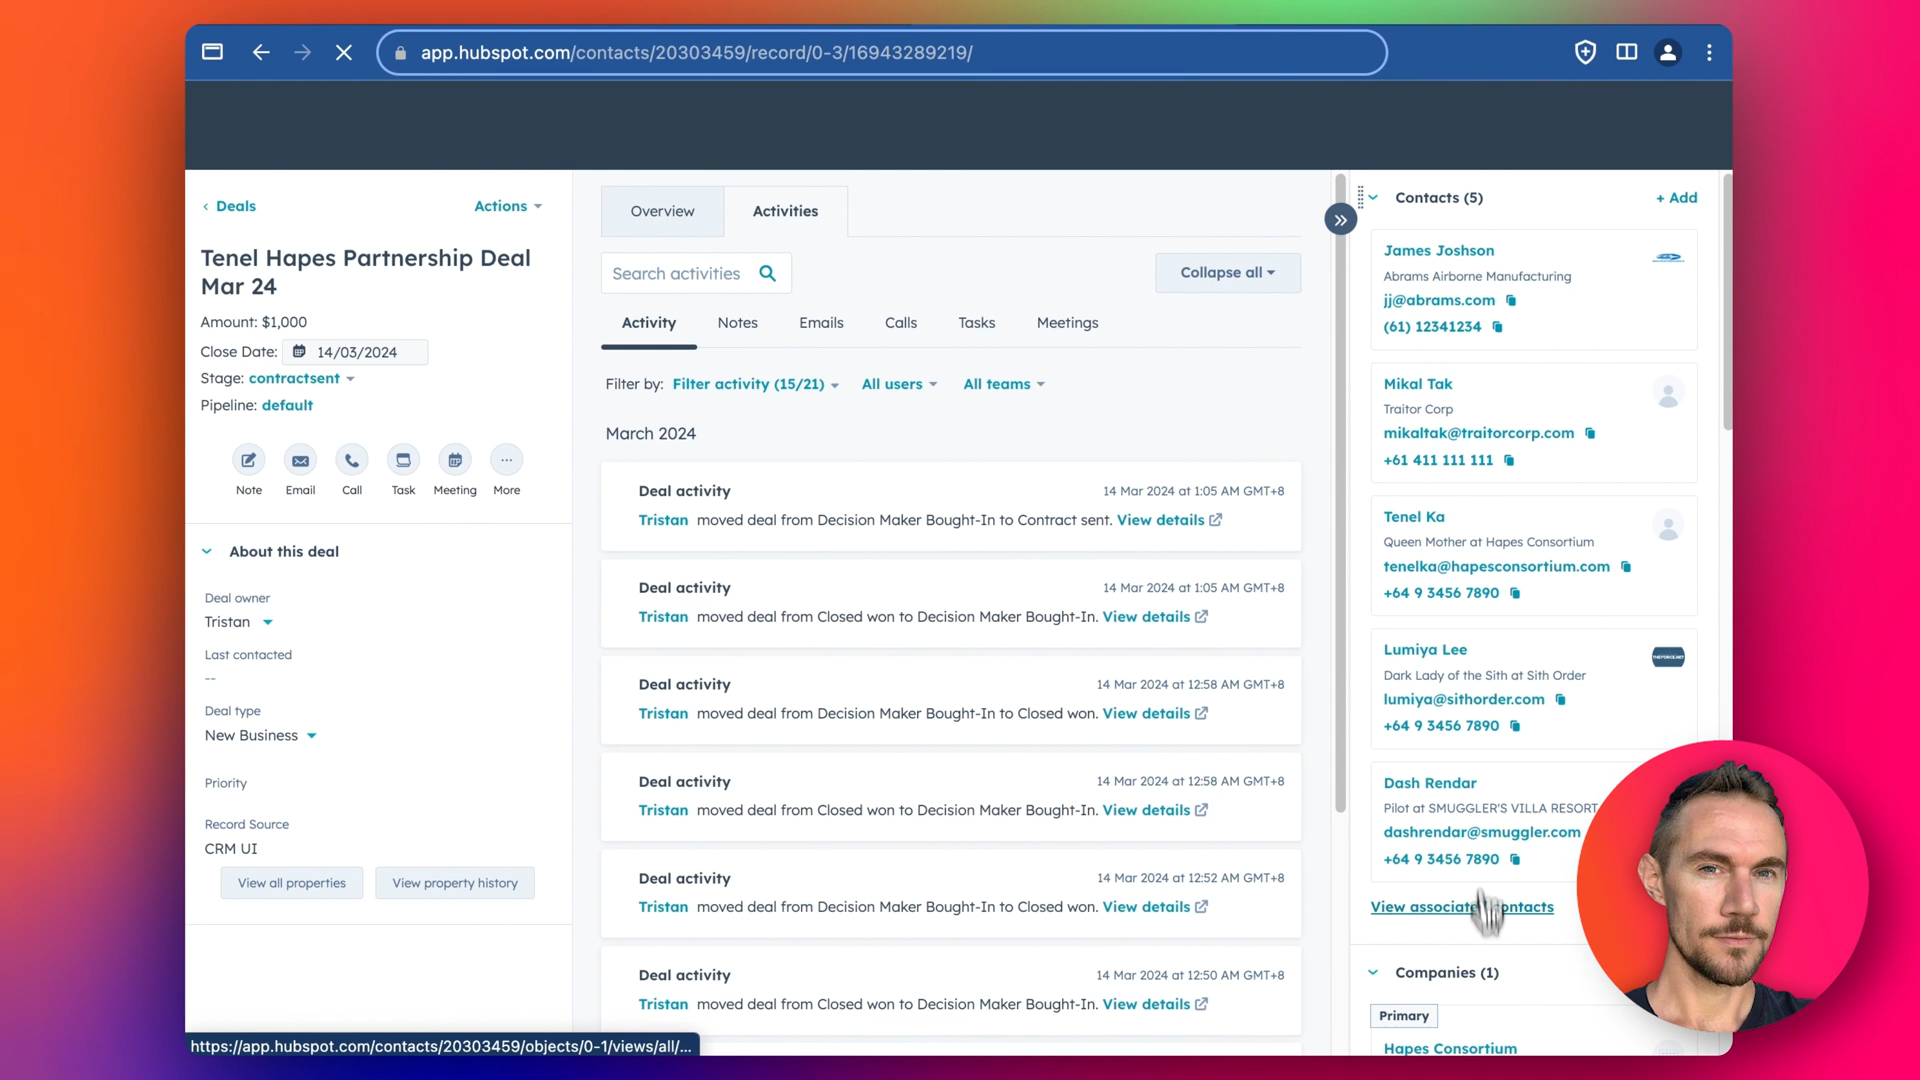 app.hubspot.com/contacts/20303459/record/0-3/16943289219/
Deals
Actions
Tenel Hapes Partnership Deal
Mar 24
Amount: $1,000
Close Date: 14/03/2024
Stage: contractsent
Pipeline: default
Note
Email
Call
Task
Meeting
More
About this deal
Deal owner
Tristan
Last contacted
--
Deal type
New Business
Priority
Record Source
CRM UI
View all properties
View property history
https://app.hubspot.com/contacts/20303459/objects/0-1/views/all/...
Overview
Activities
Search activities
Collapse all
Activity
Notes
Emails
Calls
Tasks
Meetings
Filter by: Filter activity (15/21) All users All teams
March 2024
Deal activity 14 Mar 2024 at 1:05 AM GMT+8
Tristan moved deal from Decision Maker Bought-In to Contract sent. View details
Deal activity 14 Mar 2024 at 1:05 AM GMT+8
Tristan moved deal from Closed won to Decision Maker Bought-In. View details
Deal activity 14 Mar 2024 at 12:58 AM GMT+8
Tristan moved deal from Decision Maker Bought-In to Closed won. View details
Deal activity 14 Mar 2024 at 12:58 AM GMT+8
Tristan moved deal from Closed won to Decision Maker Bought-In. View details
Deal activity 14 Mar 2024 at 12:52 AM GMT+8
Tristan moved deal from Decision Maker Bought-In to Closed won. View details
Deal activity 14 Mar 2024 at 12:50 AM GMT+8
Tristan moved deal from Closed won to Decision Maker Bought-In. View details
Contacts (5)
+ Add
James Joshson
Abrams Airborne Manufacturing
jj@abrams.com
(61) 12341234
Mikal Tak
Traitor Corp
mikaltak@traitorcorp.com
+61 411 111 111
Tenel Ka
Queen Mother at Hapes Consortium
tenelka@hapesconsortium.com
+64 9 3456 7890
Lumiya Lee
Dark Lady of the Sith at Sith Order
lumiya@sithorder.com
+64 9 3456 7890
Dash Rendar
Pilot at SMUGGLER'S VILLA RESORT
dashrendar@smuggler.com
+64 9 3456 7890
View associate ontacts
Companies (1)
Primary
Hapes Consortium